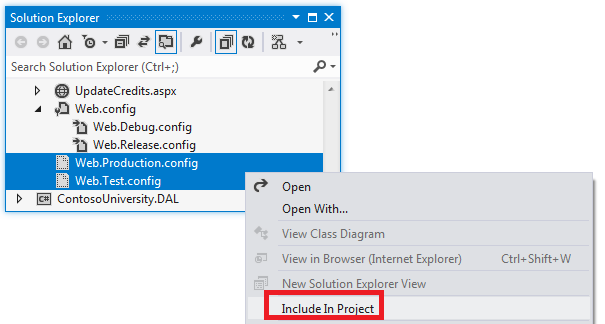 Solution Explorer
Search Solution Explorer (Ctrl+;)
UpdateCredits.aspx
Web.config
Web.Debug.config
Web.Release.config
Web.Production.config
Web.Test.config
C# ContosoUniversity.DAL
Open
Open With...
View Class Diagram
View in Browser (Internet Explorer) Ctrl+Shift+W
New Solution Explorer View
Include In Project